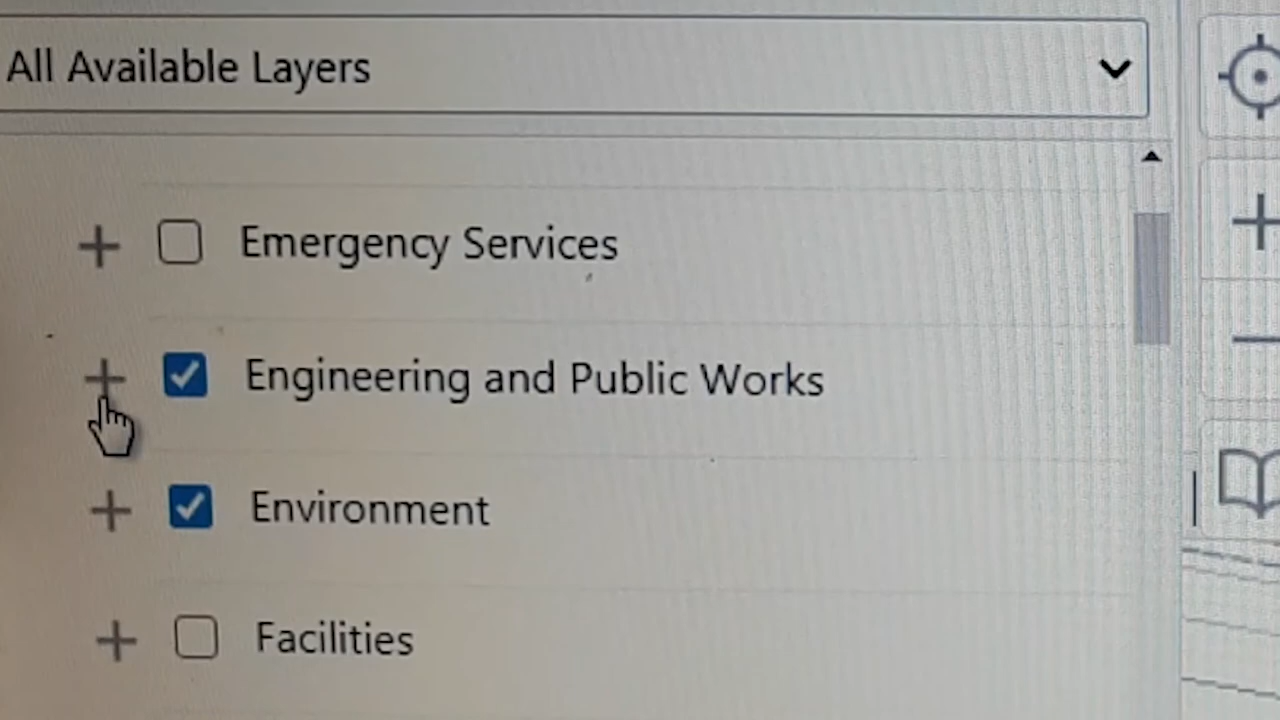 All Available Layers
Emergency Services
Engineering and Public Works
Environment
Facilities